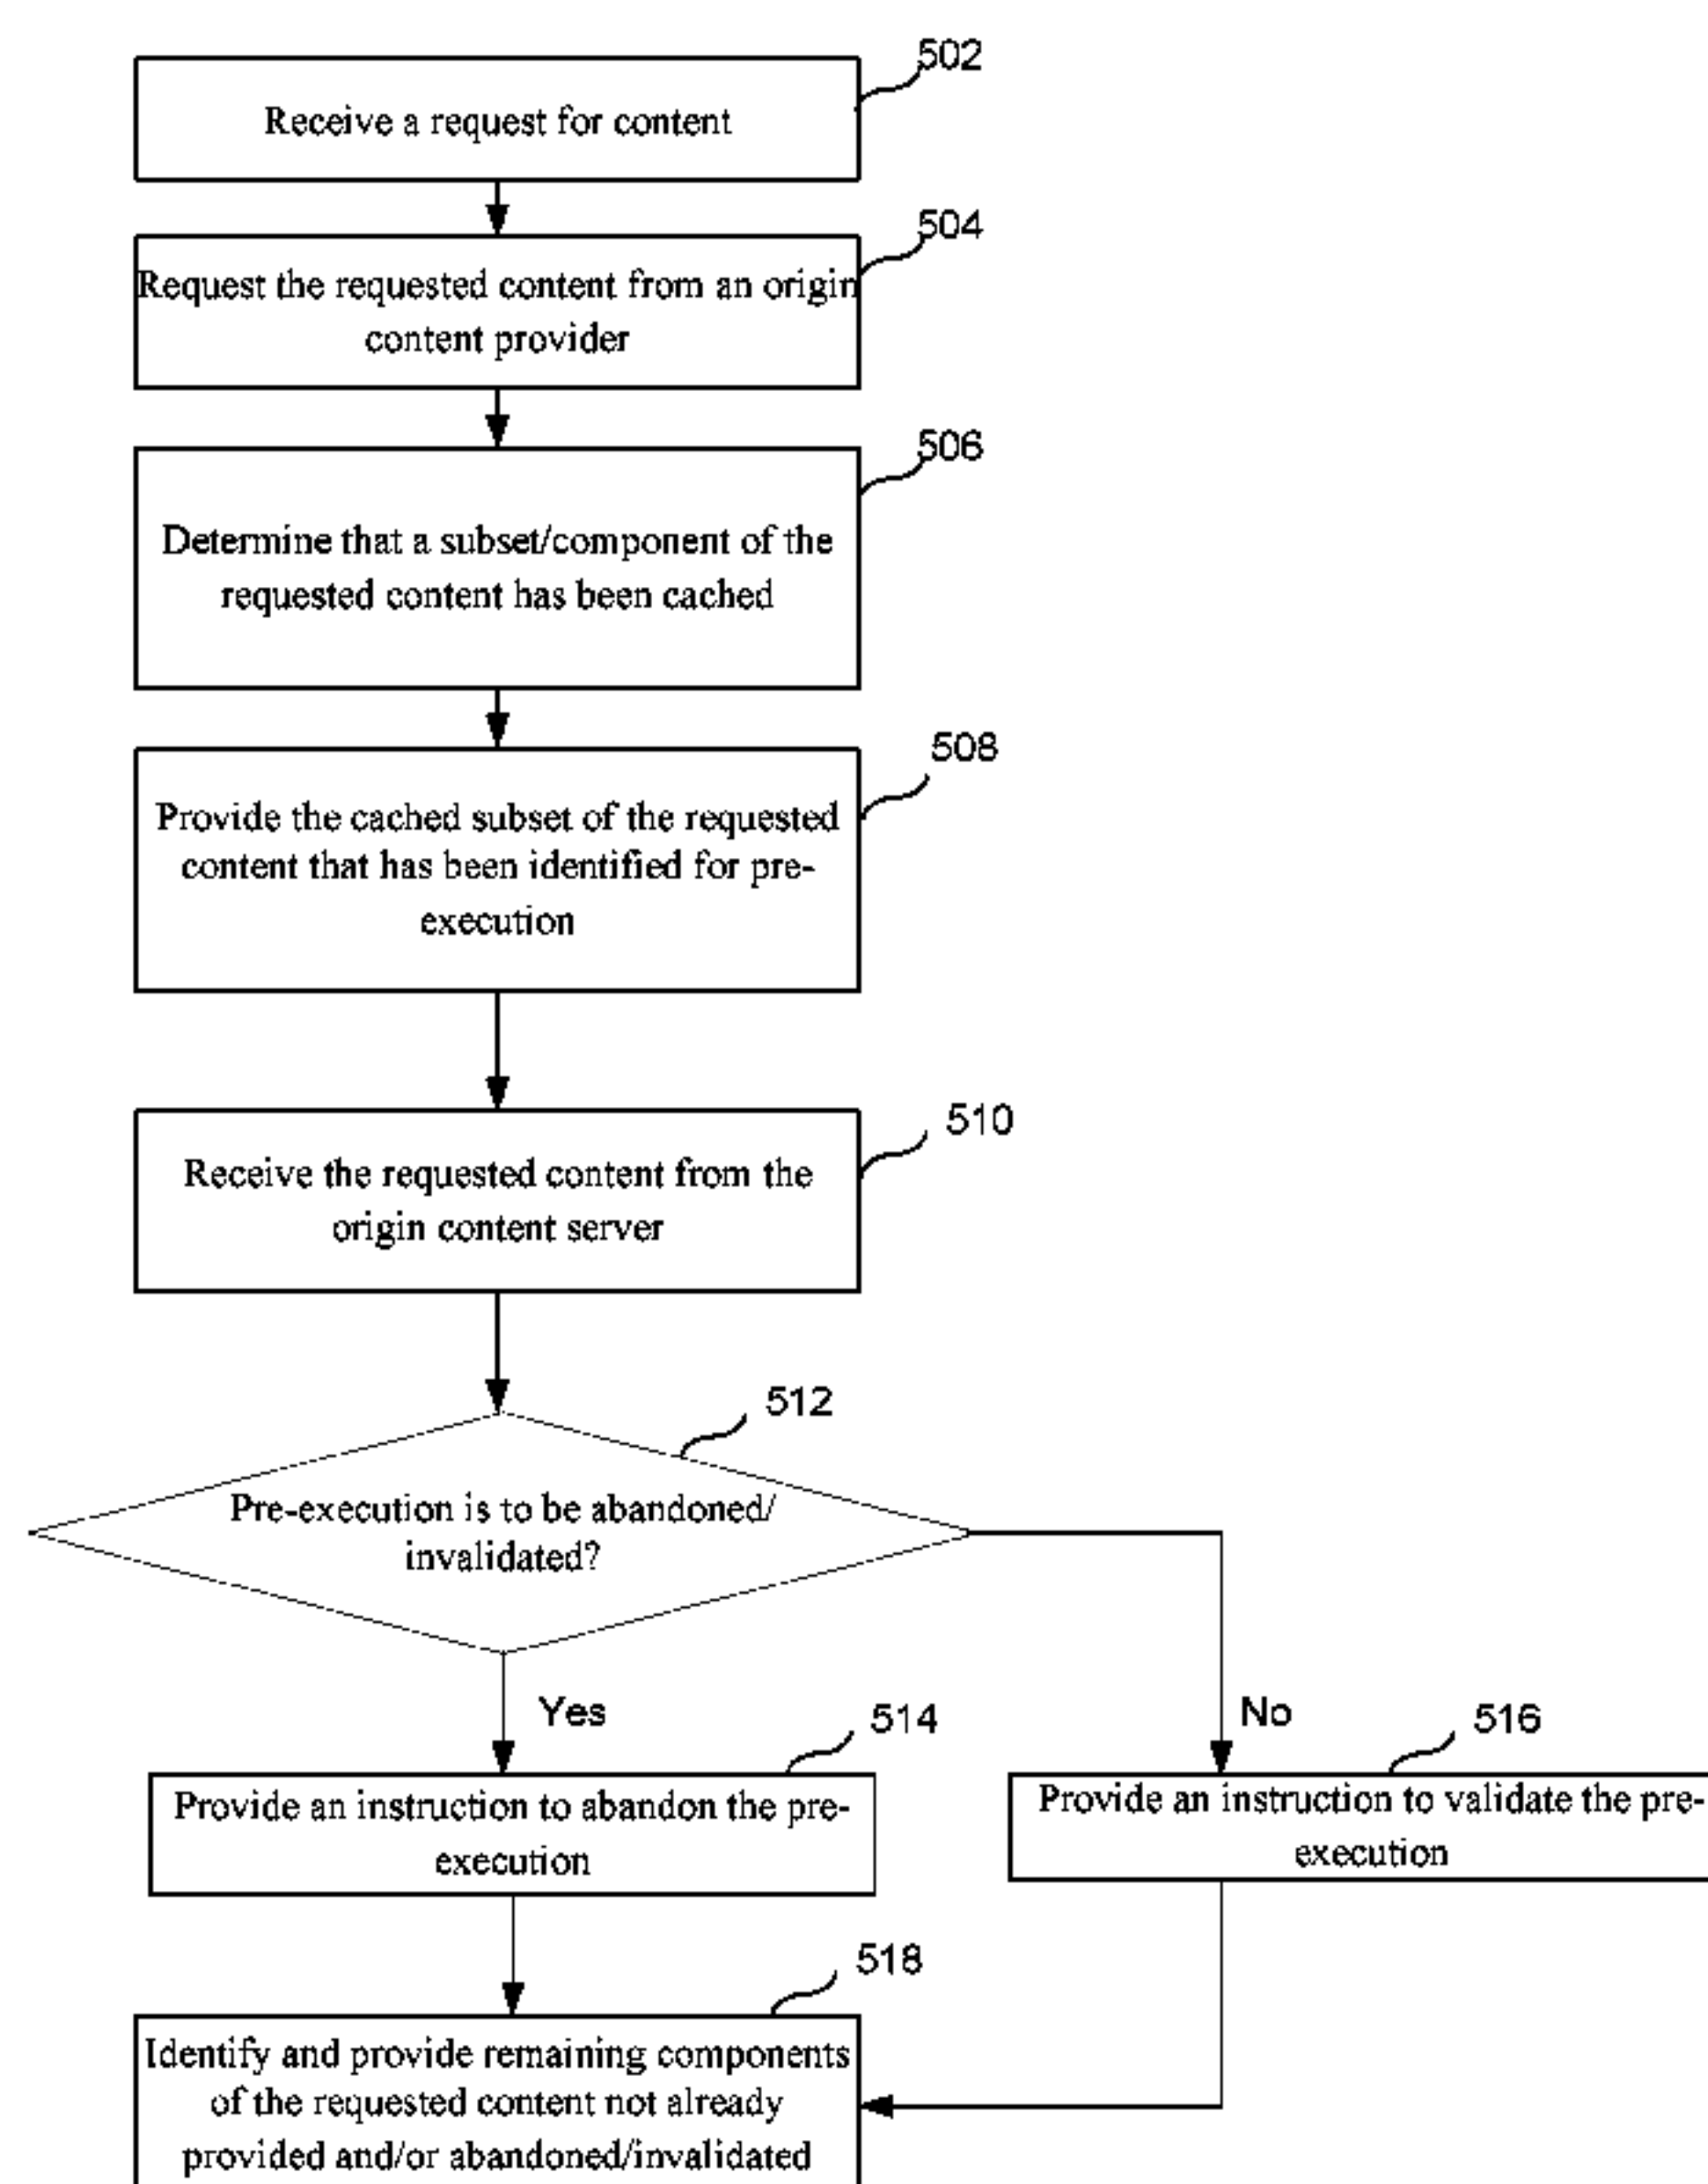 502
Receive a request for content
504
Request the requested content from an origin
content provider
506
Determine that a subset/component of the
requested content has been cached
508
Provide the cached subset of the requested
content that has been identified for pre-
execution
510
Receive the requested content from the
origin content server
512
Pre-execution is to be abandoned/
invalidated?
Yes
No
514
Provide an instruction to abandon the pre-
execution
516
Provide an instruction to validate the pre-
execution
518
Identify and provide remaining components
of the requested content not already
provided and/or abandoned/invalidated